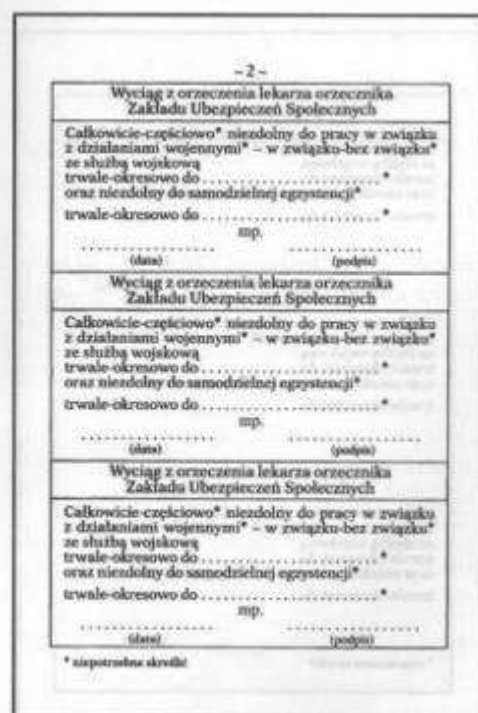 – 2 –
Wyciąg z orzeczenia lekarza orzecznika
Zakładu Ubezpieczeń Społecznych
Całkowicie-częściowo* niezdolny do pracy w związku
z działaniami wojennymi* – w związku-bez związku*
ze służbą wojskową
trwale-okresowo do ..............................*
oraz niezdolny do samodzielnej egzystencji*
trwale-okresowo do ..............................*
mp.
.................... ....................
(data) (podpis)
Wyciąg z orzeczenia lekarza orzecznika
Zakładu Ubezpieczeń Społecznych
Całkowicie-częściowo* niezdolny do pracy w związku
z działaniami wojennymi* – w związku-bez związku*
ze służbą wojskową
trwale-okresowo do ..............................*
oraz niezdolny do samodzielnej egzystencji*
trwale-okresowo do ..............................*
mp.
.................... ....................
(data) (podpis)
Wyciąg z orzeczenia lekarza orzecznika
Zakładu Ubezpieczeń Społecznych
Całkowicie-częściowo* niezdolny do pracy w związku
z działaniami wojennymi* – w związku-bez związku*
ze służbą wojskową
trwale-okresowo do ..............................*
oraz niezdolny do samodzielnej egzystencji*
trwale-okresowo do ..............................*
mp.
.................... ....................
(data) (podpis)
* niepotrzebne skreślić